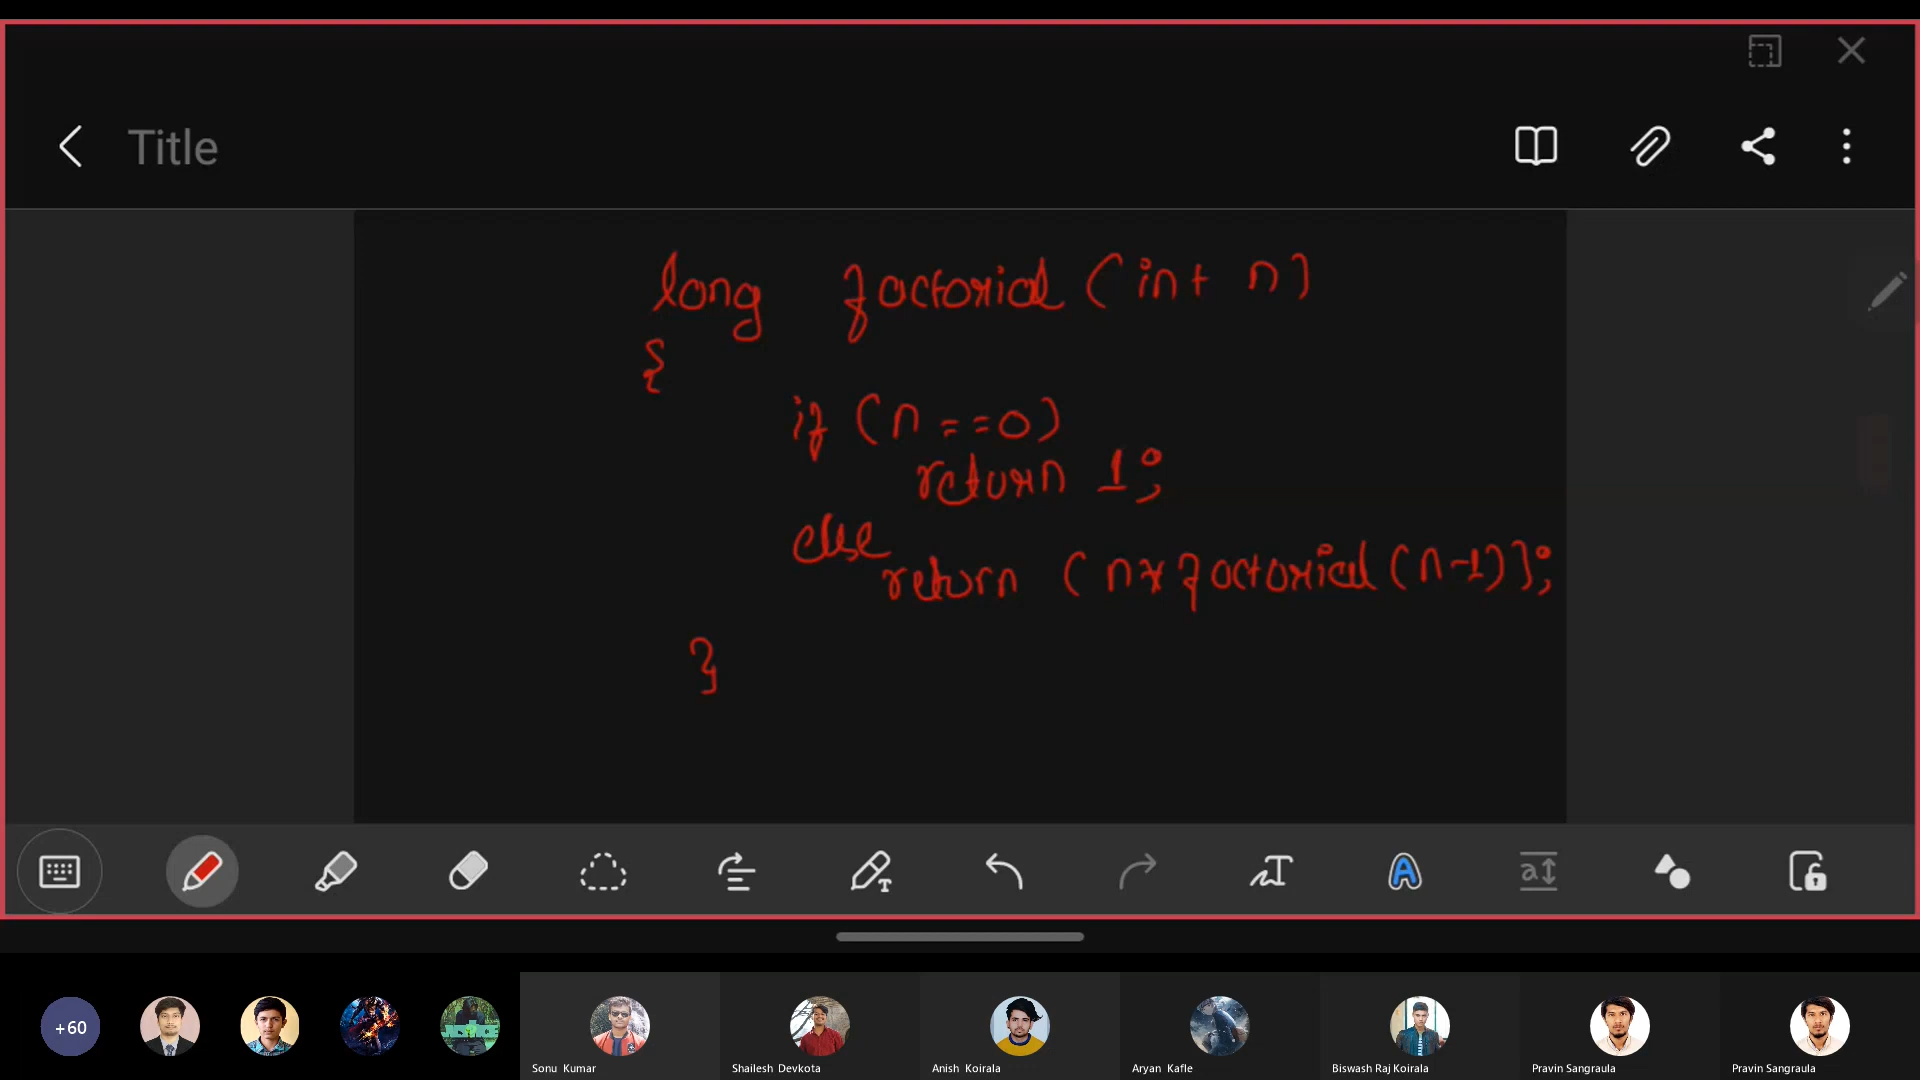 Title
long factorial (int n)
{
if (n==0)
return 1;
else
return (n*factorial(n-1));
}
+60
JUSTICE
Sonu Kumar
Shailesh Devkota
Anish Koirala
Aryan Kafle
Biswash Raj Koirala
Pravin Sangraula
Pravin Sangraula